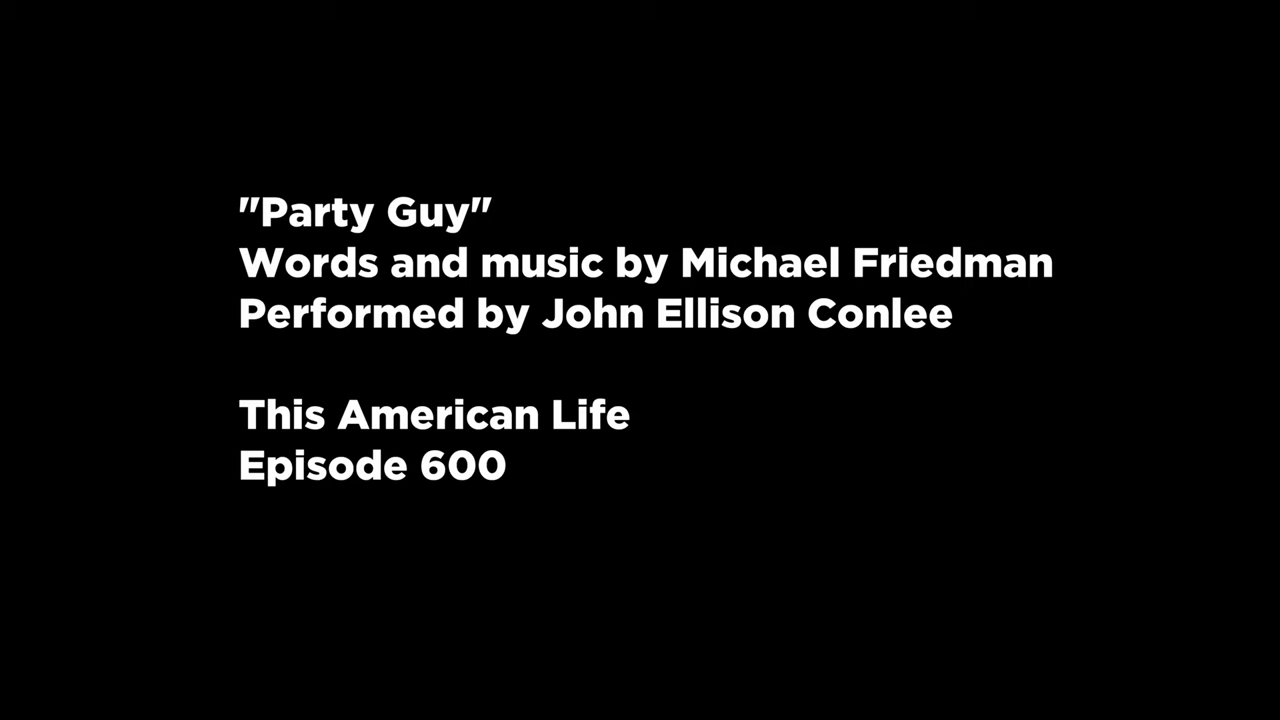 "Party Guy"
Words and music by Michael Friedman
Performed by John Ellison Conlee
This American Life
Episode 600